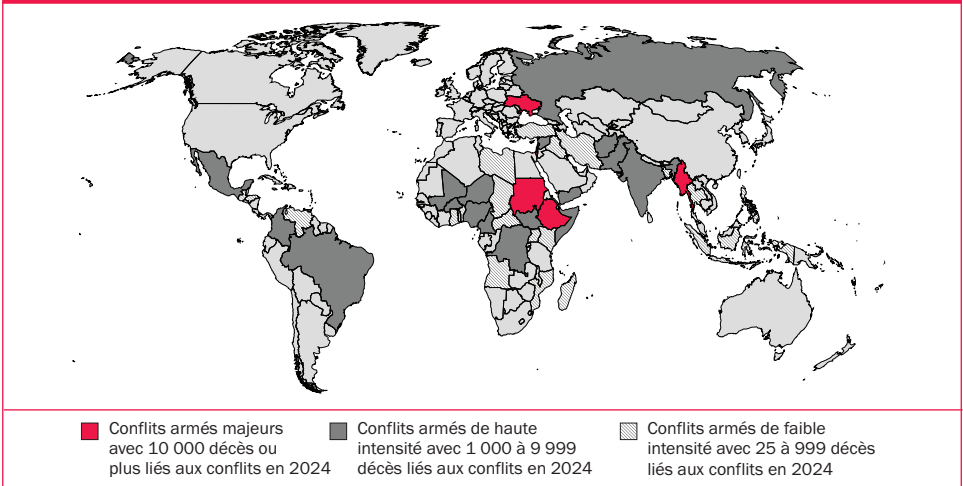 Conflits armés majeurs
avec 10 000 décès ou
plus liés aux conflits en 2024
Conflits armés de haute
intensité avec 1 000 à 9 999
décès liés aux conflits en 2024
Conflits armés de faible
intensité avec 25 à 999 décès
liés aux conflits en 2024